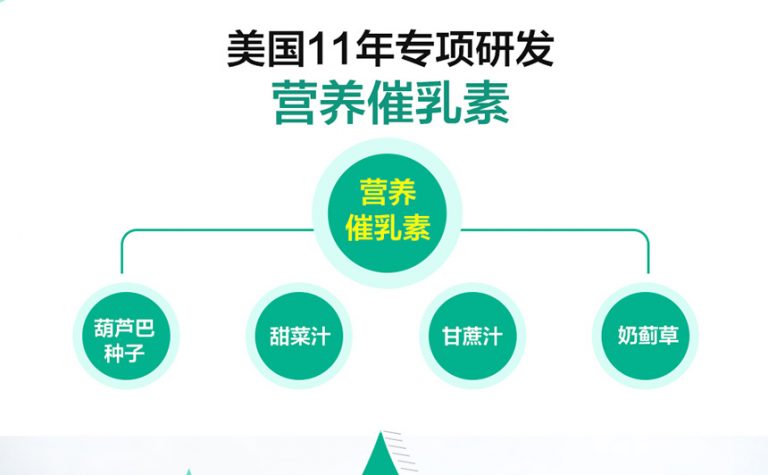 美国11年专项研发
营养催乳素
营养
催乳素
葫芦巴
种子
甜菜汁
甘蔗汁
奶蓟草